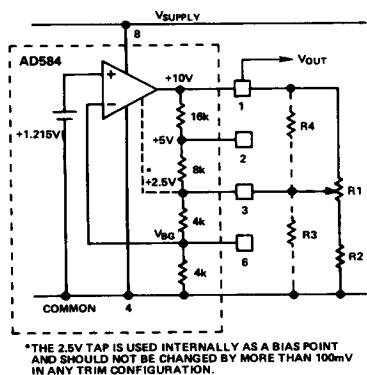 VSUPPLY
8
AD584
VOUT
+10V
1
16k
R4
+1.215V
+5V
2
8k
*
+2.5V
3
R1
4k
R3
VBG
6
R2
4k
COMMON
4
*THE 2.5V TAP IS USED INTERNALLY AS A BIAS POINT
AND SHOULD NOT BE CHANGED BY MORE THAN 100mV
IN ANY TRIM CONFIGURATION.